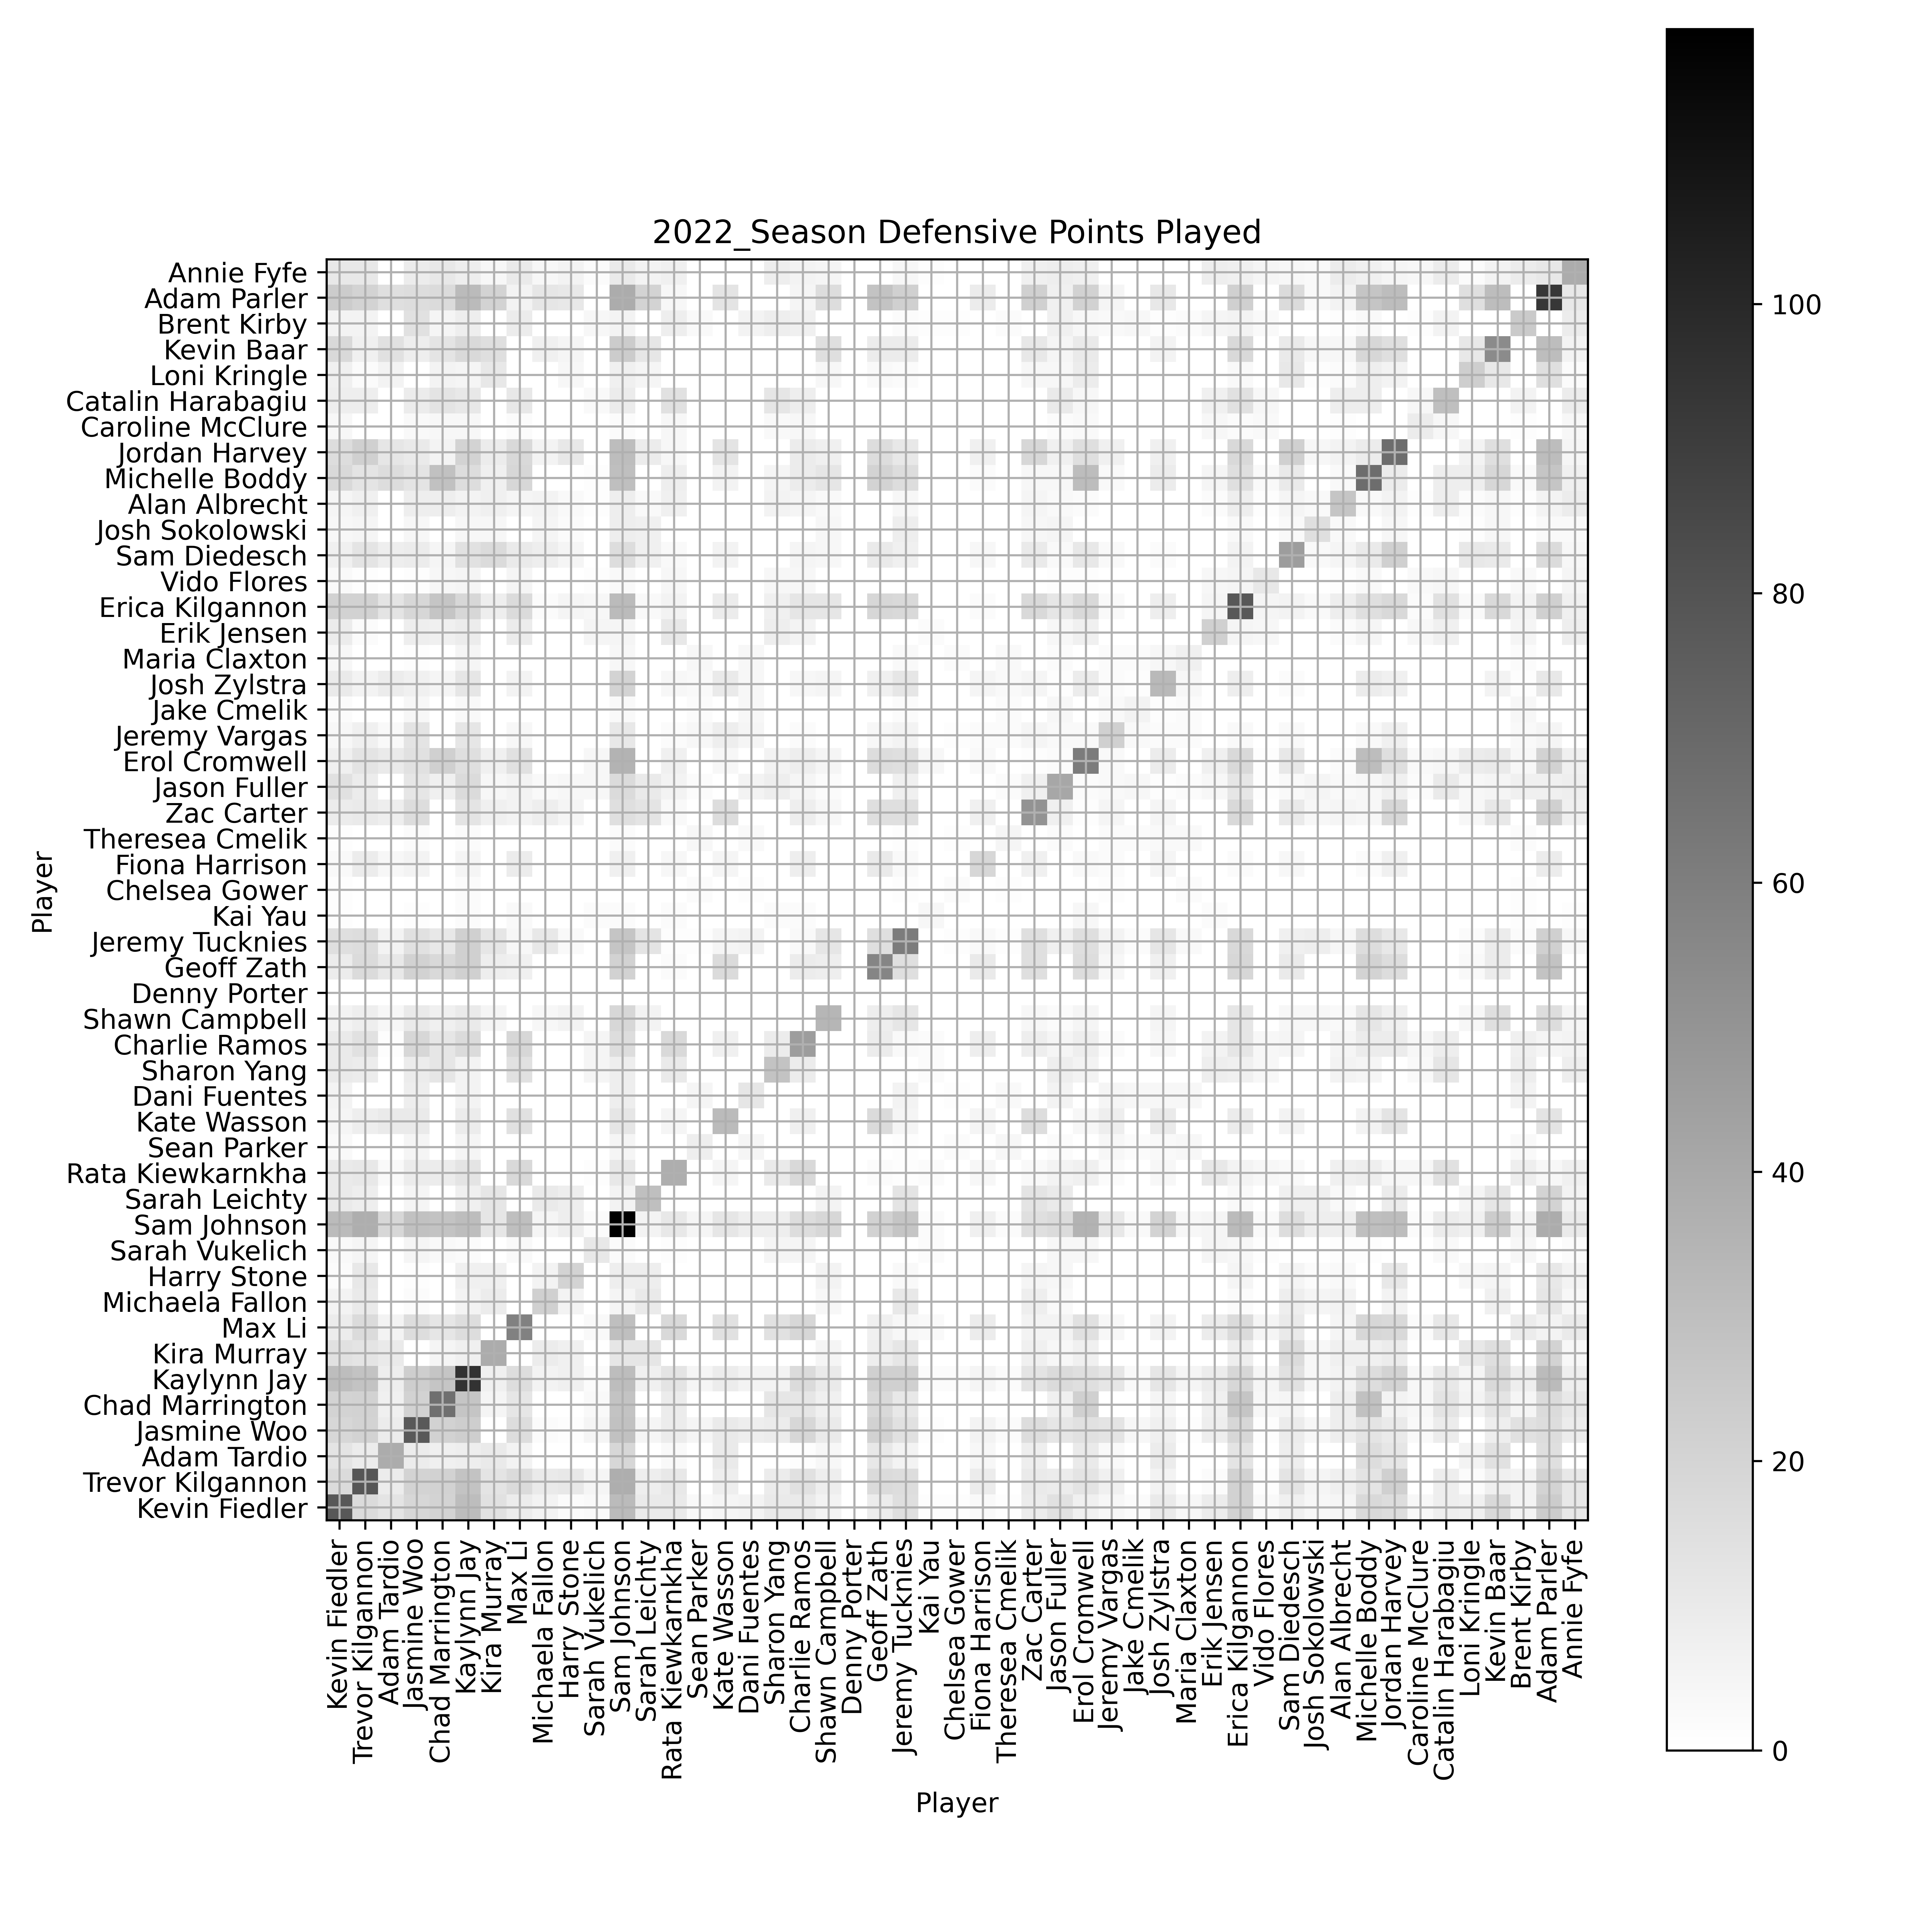 2022_Season Defensive Points Played
Annie Fyfe
Adam Parler
Brent Kirby
Kevin Baar
Loni Kringle
Catalin Harabagiu
Caroline McClure
Jordan Harvey
Michelle Boddy
Alan Albrecht
Josh Sokolowski
Sam Diedesch
Vido Flores
Erica Kilgannon
Erik Jensen
Maria Claxton
Josh Zylstra
Jake Cmelik
Jeremy Vargas
Erol Cromwell
Jason Fuller
Zac Carter
Theresea Cmelik
Fiona Harrison
Chelsea Gower
Kai Yau
Jeremy Tucknies
Geoff Zath
Denny Porter
Shawn Campbell
Charlie Ramos
Sharon Yang
Dani Fuentes
Kate Wasson
Sean Parker
Rata Kiewkarnkha
Sarah Leichty
Sam Johnson
Sarah Vukelich
Harry Stone
Michaela Fallon
Max Li
Kira Murray
Kaylynn Jay
Chad Marrington
Jasmine Woo
Adam Tardio
Trevor Kilgannon
Kevin Fiedler
Player
Kevin Fiedler
Trevor Kilgannon
Adam Tardio
Jasmine Woo
Chad Marrington
Kaylynn Jay
Kira Murray
Max Li
Michaela Fallon
Harry Stone
Sarah Vukelich
Sam Johnson
Sarah Leichty
Rata Kiewkarnkha
Sean Parker
Kate Wasson
Dani Fuentes
Sharon Yang
Charlie Ramos
Shawn Campbell
Denny Porter
Geoff Zath
Jeremy Tucknies
Kai Yau
Chelsea Gower
Fiona Harrison
Theresea Cmelik
Zac Carter
Jason Fuller
Erol Cromwell
Jeremy Vargas
Jake Cmelik
Josh Zylstra
Maria Claxton
Erik Jensen
Erica Kilgannon
Vido Flores
Sam Diedesch
Josh Sokolowski
Alan Albrecht
Michelle Boddy
Jordan Harvey
Caroline McClure
Catalin Harabagiu
Loni Kringle
Kevin Baar
Brent Kirby
Adam Parler
Annie Fyfe
Player
100
80
60
40
20
0